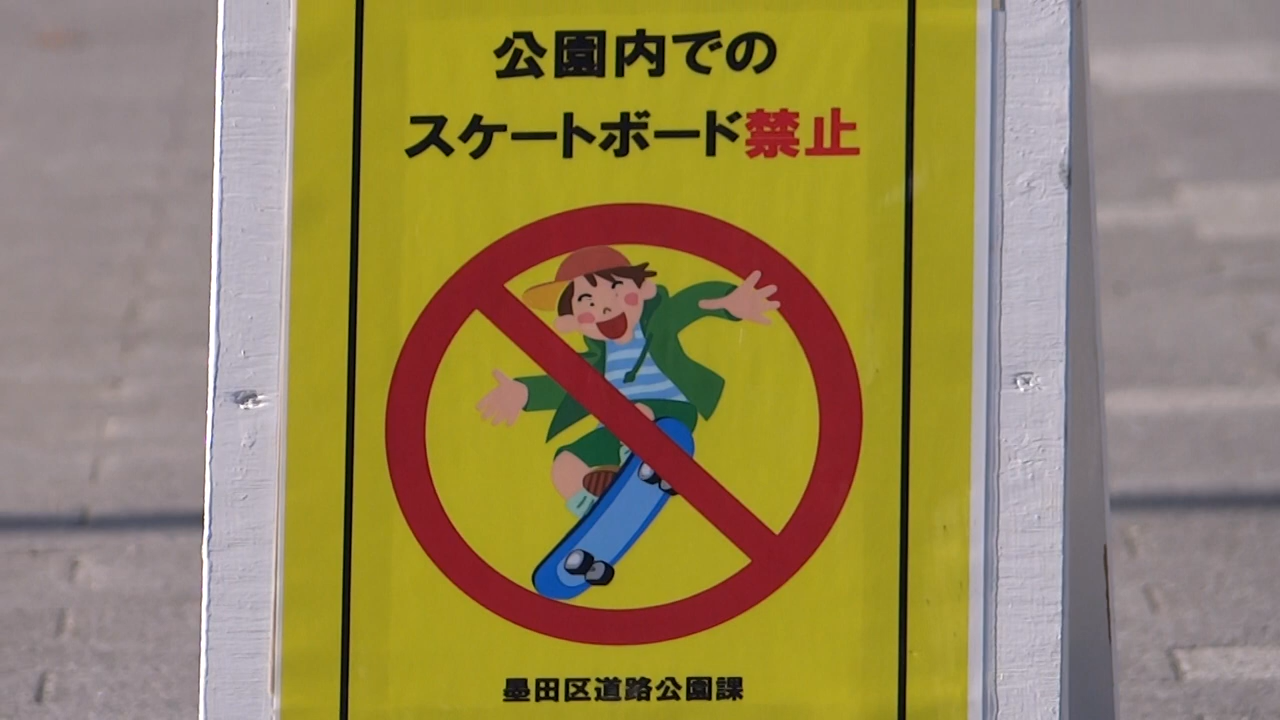 公園内での
スケートボード禁止
墨田区道路公園課